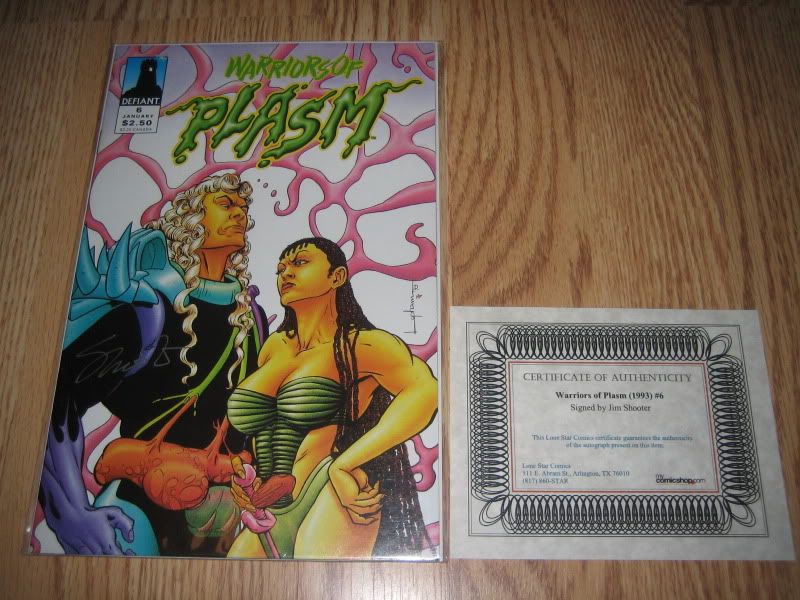 WARRIORS OF
PLASM
DEFIANT
6
JANUARY
$2.50
CERTIFICATE OF AUTHENTICITY
Warriors of Plasm (1993) #6
Signed by Jim Shooter
This Lone Star Comics certificate guarantees the authenticity
of the autograph present on this item.
Lone Star Comics
511 E. Abram St., Arlington, TX 76010
(817) 860-STAR
my
comicshop.com